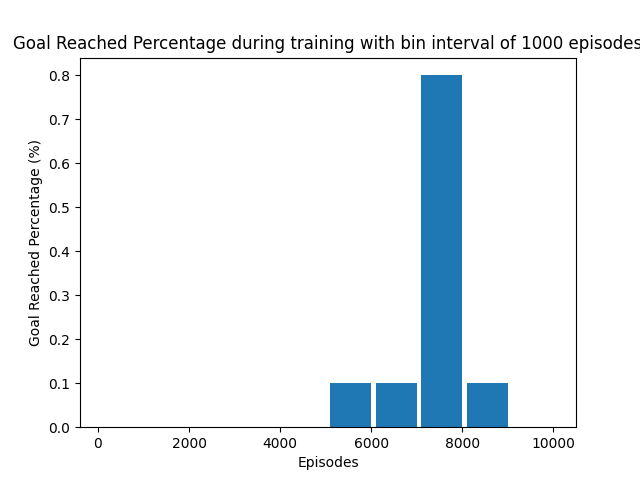 Goal Reached Percentage during training with bin interval of 1000 episodes
0.8
0.7
0.6
0.5
0.4
0.3
0.2
0.1
0.0
Goal Reached Percentage (%)
0 2000 4000 6000 8000 10000
Episodes